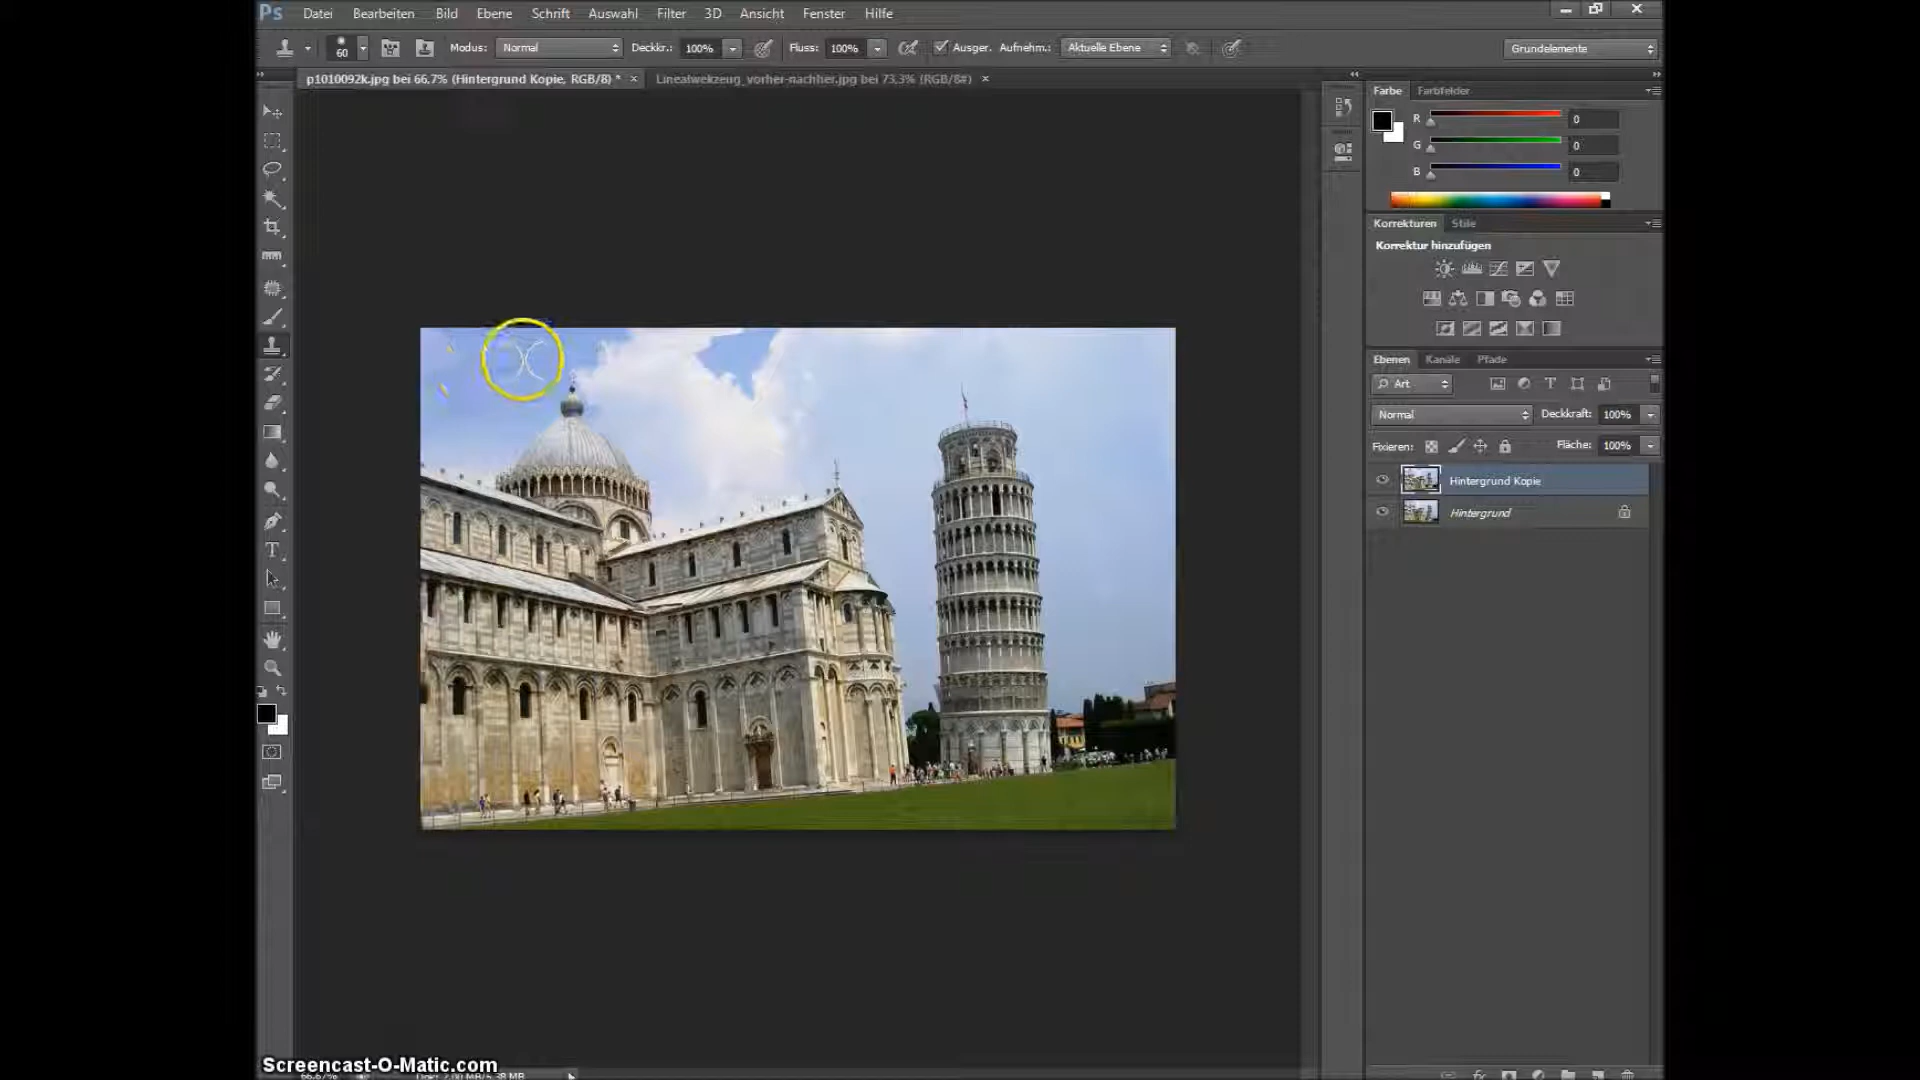 Ps Datei Bearbeiten Bild Ebene Schrift Auswahl Filter 3D Ansicht Fenster Hilfe
60 Modus: Normal Deckkr.: 100% Fluss: 100% Ausger. Aufnehm.: Aktuelle Ebene Grundelemente
p1010092k.jpg bei 66,7% (Hintergrund Kopie, RGB/8) * × Linealwekzeug_vorher-nachher.jpg bei 73,3% (RGB/8#) ×
Farbe Farbfelder
R 0
G 0
B 0
Korrekturen Stile
Korrektur hinzufügen
Ebenen Kanäle Pfade
Art
Normal Deckkraft: 100%
Fixieren: Fläche: 100%
Hintergrund Kopie
Hintergrund
Screencast-O-Matic.com